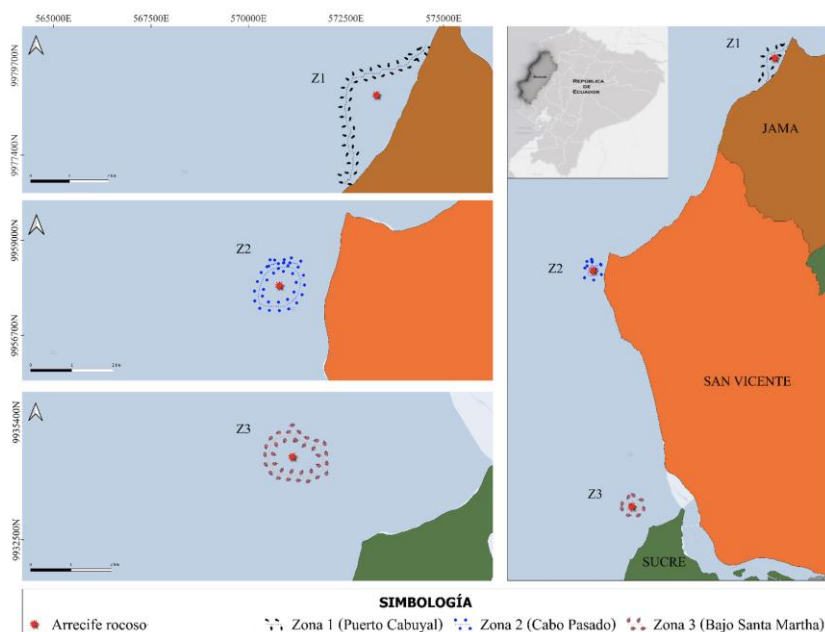 565000E 567500E 570000E 572500E 575000E
9979700N
9977400N
Z1
9959000N
9956700N
Z2
9935400N
9932500N
Z3
REPÚBLICA
DE
ECUADOR
Z1
JAMA
Z2
SAN VICENTE
Z3
SUCRE
SIMBOLOGÍA
Arrecife rocoso Zona 1 (Puerto Cabuyal) Zona 2 (Cabo Pasado) Zona 3 (Bajo Santa Martha)